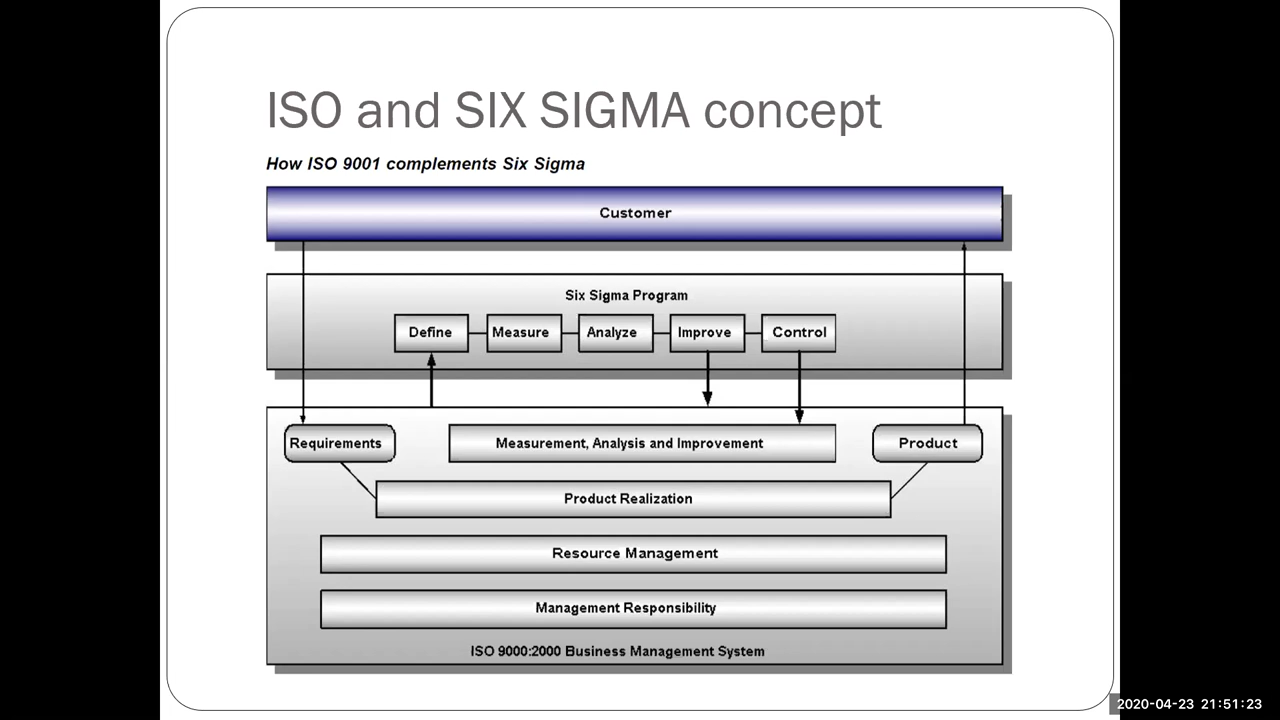 ISO and SIX SIGMA concept
How ISO 9001 complements Six Sigma
Customer
Six Sigma Program
Define
Measure
Analyze
Improve
Control
Requirements
Measurement, Analysis and Improvement
Product
Product Realization
Resource Management
Management Responsibility
ISO 9000:2000 Business Management System
2020-04-23 21:51:23